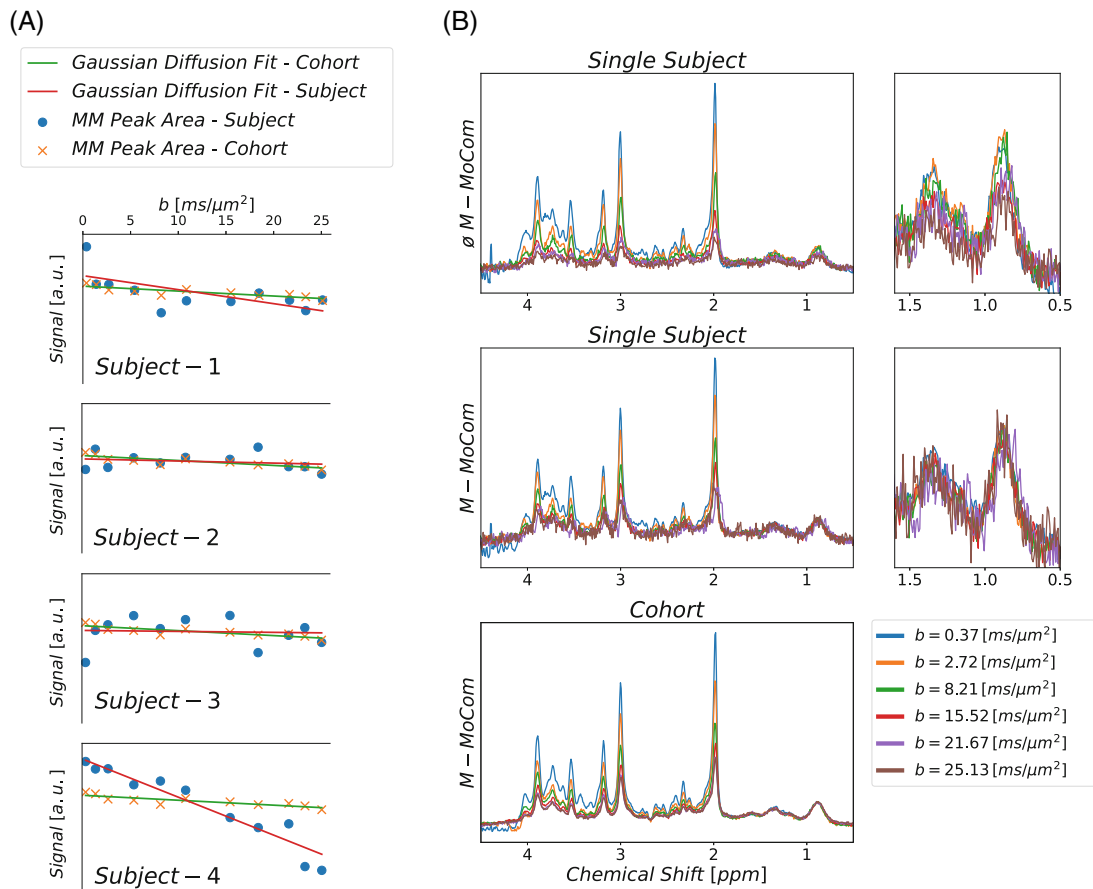 (A)
Gaussian Diffusion Fit - Cohort
Gaussian Diffusion Fit - Subject
MM Peak Area - Subject
MM Peak Area - Cohort
b [ms/μm²]
0 5 10 15 20 25
Signal [a.u.]
Subject − 1
Signal [a.u.]
Subject − 2
Signal [a.u.]
Subject − 3
Signal [a.u.]
Subject − 4
(B)
Single Subject
ø M − MoCom
4 3 2 1
1.5 1.0 0.5
Single Subject
M − MoCom
4 3 2 1
1.5 1.0 0.5
Cohort
M − MoCom
4 3 2 1
Chemical Shift [ppm]
b = 0.37 [ms/μm²]
b = 2.72 [ms/μm²]
b = 8.21 [ms/μm²]
b = 15.52 [ms/μm²]
b = 21.67 [ms/μm²]
b = 25.13 [ms/μm²]